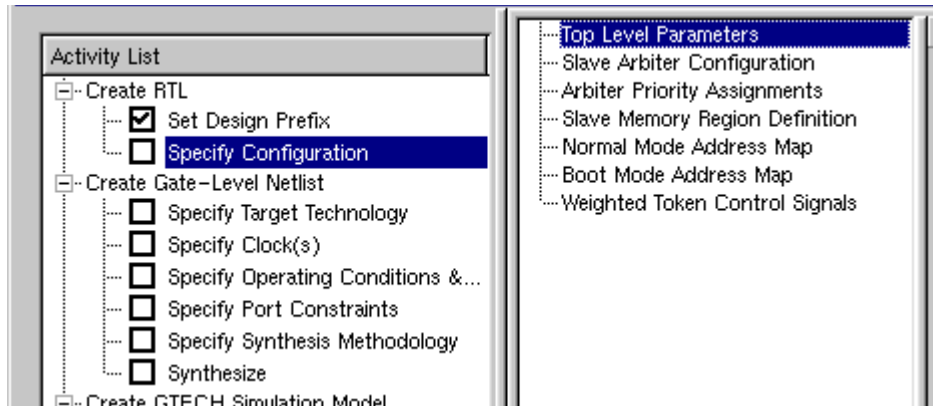 Activity List
Create RTL
Set Design Prefix
Specify Configuration
Create Gate-Level Netlist
Specify Target Technology
Specify Clock(s)
Specify Operating Conditions &...
Specify Port Constraints
Specify Synthesis Methodology
Synthesize
Create GTECH Simulation Model
Top Level Parameters
Slave Arbiter Configuration
Arbiter Priority Assignments
Slave Memory Region Definition
Normal Mode Address Map
Boot Mode Address Map
Weighted Token Control Signals